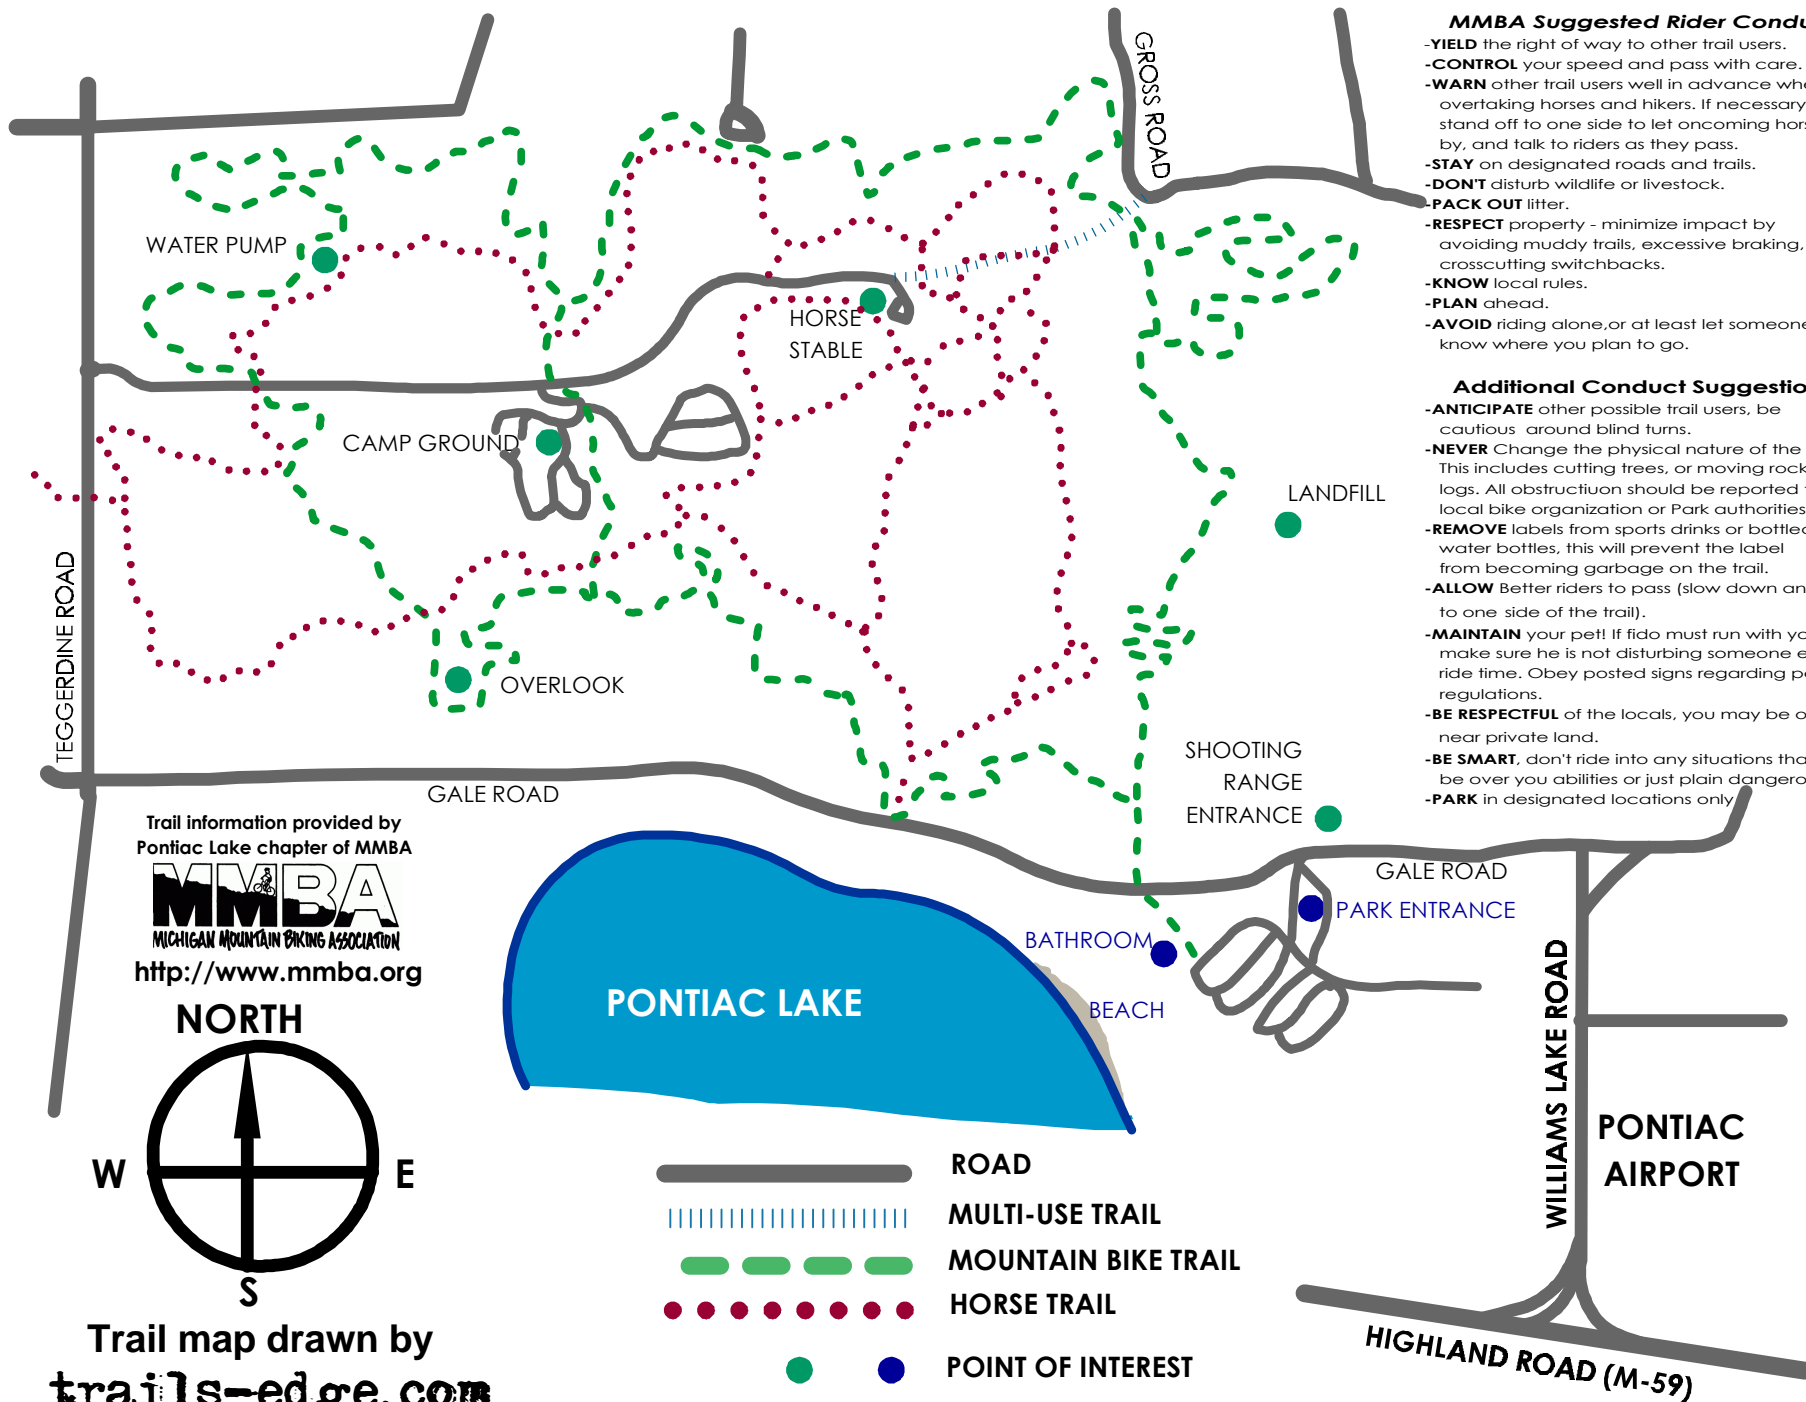 MMBA Suggested Rider
-YIELD the right of way to other trail users.
-CONTROL your speed and pass with care.
-WARN other trail users well in advance
overtaking horses and hikers. If necessary
stand off to one side to let oncoming
by, and talk to riders as they pass.
-STAY on designated roads and trails.
-DON'T disturb wildlife or livestock.
-PACK OUT litter.
-RESPECT property - minimize impact by
avoiding muddy trails, excessive braking,
crosscutting switchbacks.
-KNOW local rules.
-PLAN ahead.
-AVOID riding alone,or at least let someone
know where you plan to go.
Additional Conduct
-ANTICIPATE other possible trail users, be
cautious around blind turns.
-NEVER Change the physical nature of the
This includes cutting trees, or moving
logs. All obstructiuon should be reported
local bike organization or Park authorities
-REMOVE labels from sports drinks or
water bottles, this will prevent the label
from becoming garbage on the trail.
-ALLOW Better riders to pass (slow down
to one side of the trail).
-MAINTAIN your pet! If fido must run with
make sure he is not disturbing someone
ride time. Obey posted signs regarding
regulations.
-BE RESPECTFUL of the locals, you may be
near private land.
-BE SMART, don't ride into any situations
be over you abilities or just plain
-PARK in designated locations only
GROSS ROAD
WATER PUMP
HORSE
STABLE
CAMP GROUND
LANDFILL
TEGGERDINE ROAD
OVERLOOK
SHOOTING
RANGE
ENTRANCE
GALE ROAD
GALE ROAD
PARK ENTRANCE
BATHROOM
BEACH
PONTIAC LAKE
WILLIAMS LAKE ROAD
PONTIAC
AIRPORT
HIGHLAND ROAD (M-59)
Trail information provided by
Pontiac Lake chapter of MMBA
MMBA
MICHIGAN MOUNTAIN BIKING ASSOCIATION
http://www.mmba.org
NORTH
W
E
S
Trail map drawn by
trails-edge.com
ROAD
MULTI-USE TRAIL
MOUNTAIN BIKE TRAIL
HORSE TRAIL
POINT OF INTEREST